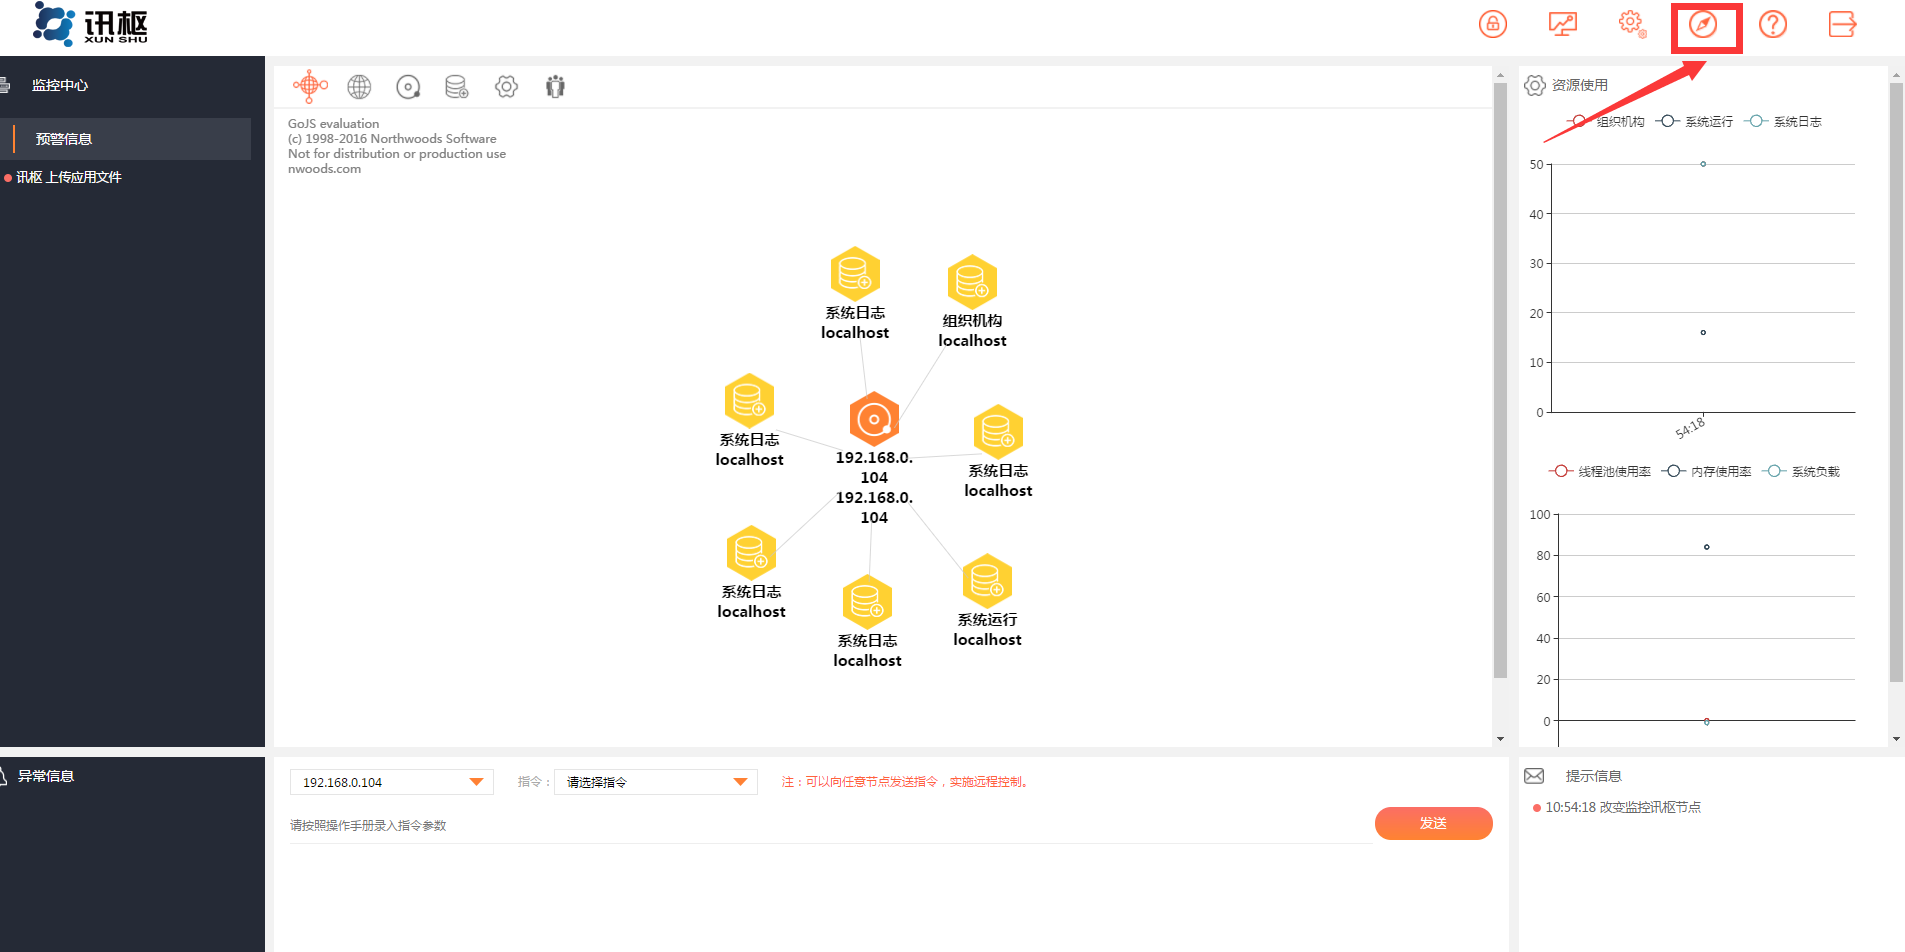 讯枢
XUN SHU
监控中心
预警信息
讯枢 上传应用文件
GoJS evaluation
(c) 1998-2016 Northwoods Software
Not for distribution or production use
nwoods.com
系统日志
localhost
组织机构
localhost
系统日志
localhost
192.168.0.
104
192.168.0.
104
系统日志
localhost
系统日志
localhost
系统日志
localhost
系统运行
localhost
资源使用
组织机构 系统运行 系统日志
50
40
30
20
10
0
54:18
线程池使用率 内存使用率 系统负载
100
80
60
40
20
0
异常信息
192.168.0.104 指令： 请选择指令 注：可以向任意节点发送指令，实施远程控制。
请按照操作手册录入指令参数
发送
提示信息
10:54:18 改变监控讯枢节点